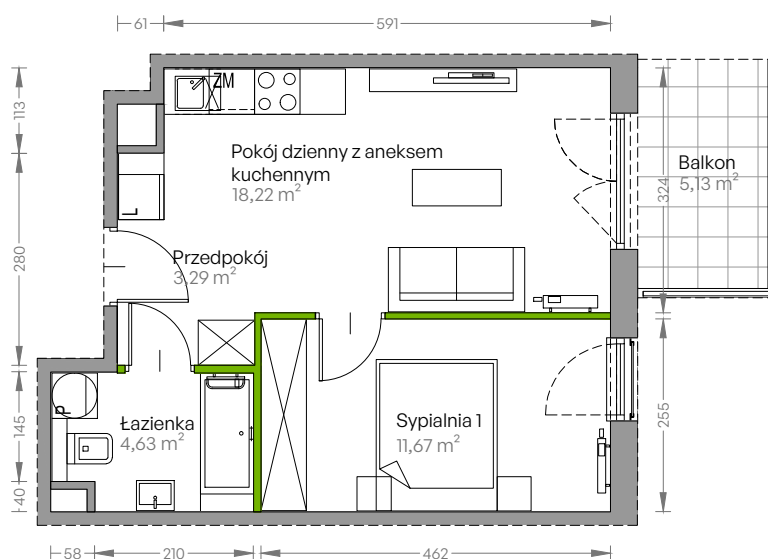 61
591
113
280
145
40
ZM
Pokój dzienny z aneksem
kuchennym
18,22 m²
L
Przedpokój
3,29 m²
Balkon
5,13 m²
324
255
P
Łazienka
4,63 m²
Sypialnia 1
11,67 m²
58
210
462